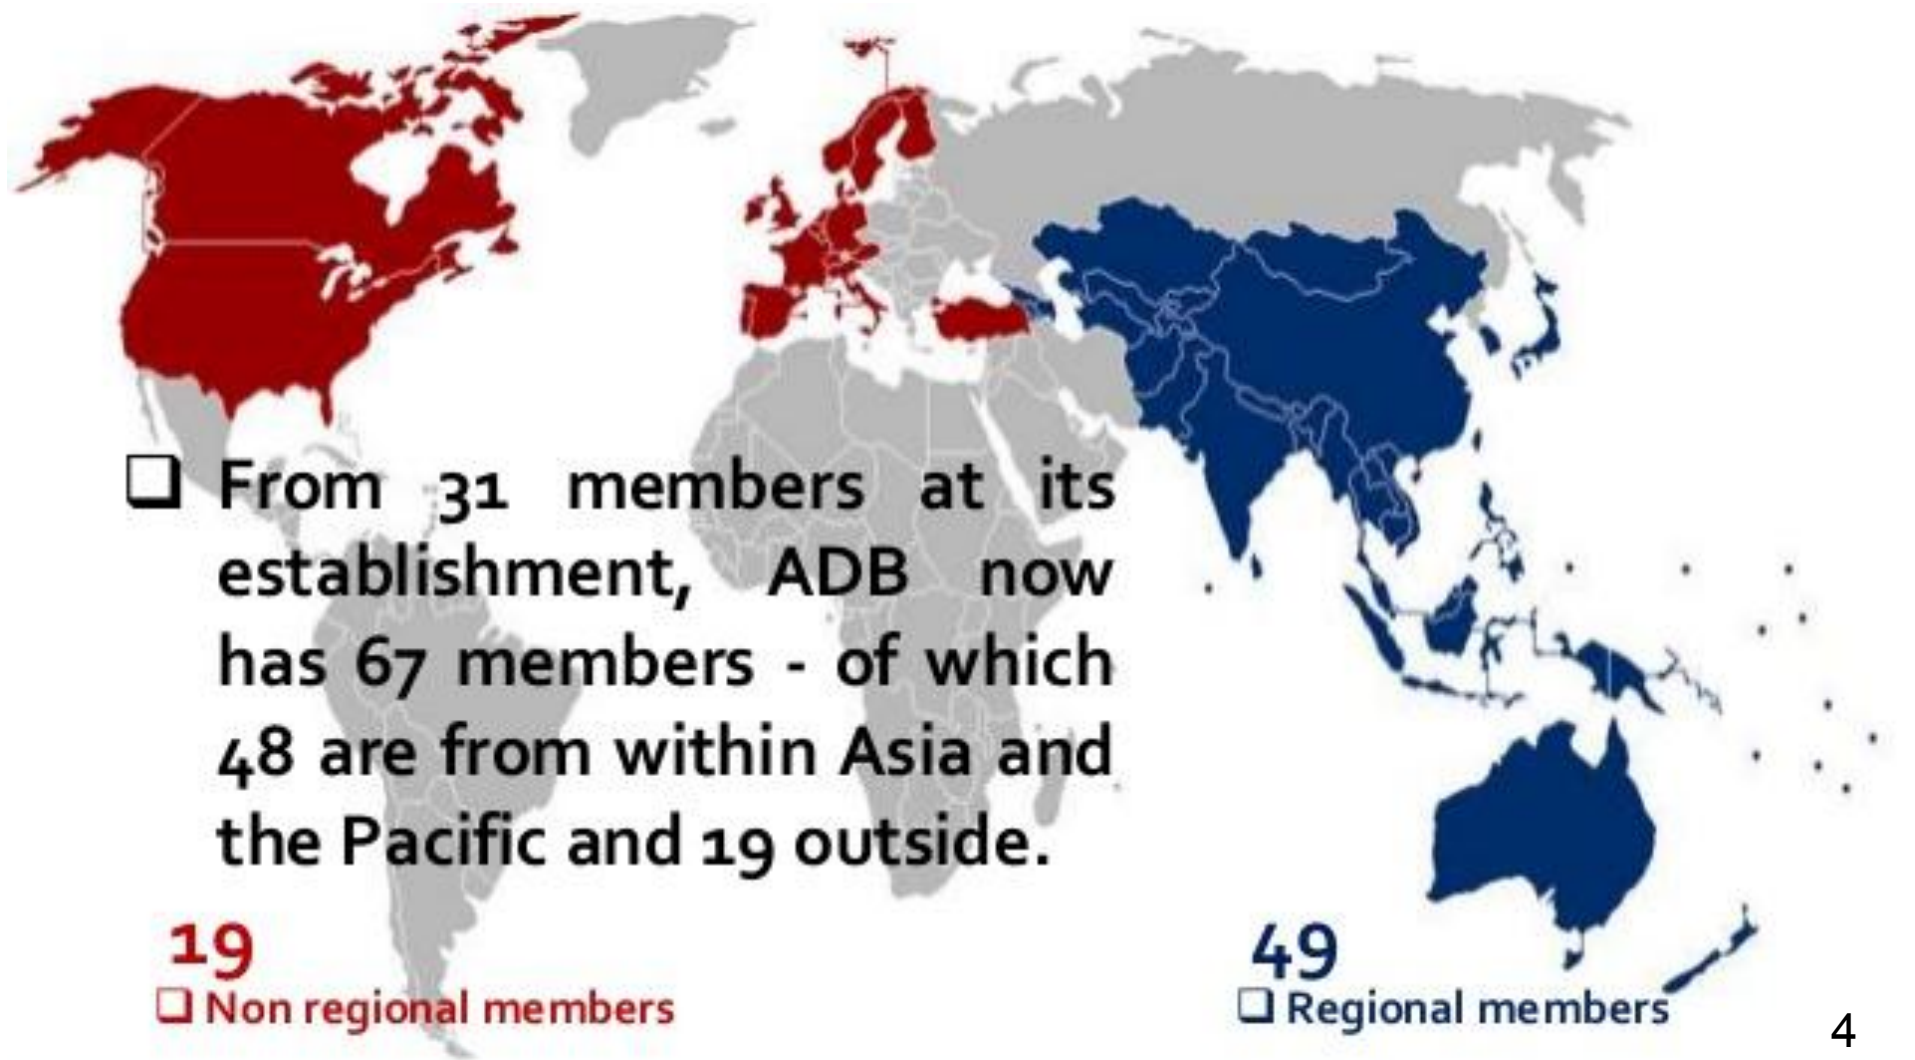 ❑ From 31 members at its
establishment, ADB now
has 67 members - of which
48 are from within Asia and
the Pacific and 19 outside.
19
❑ Non regional members
49
❑ Regional members
4